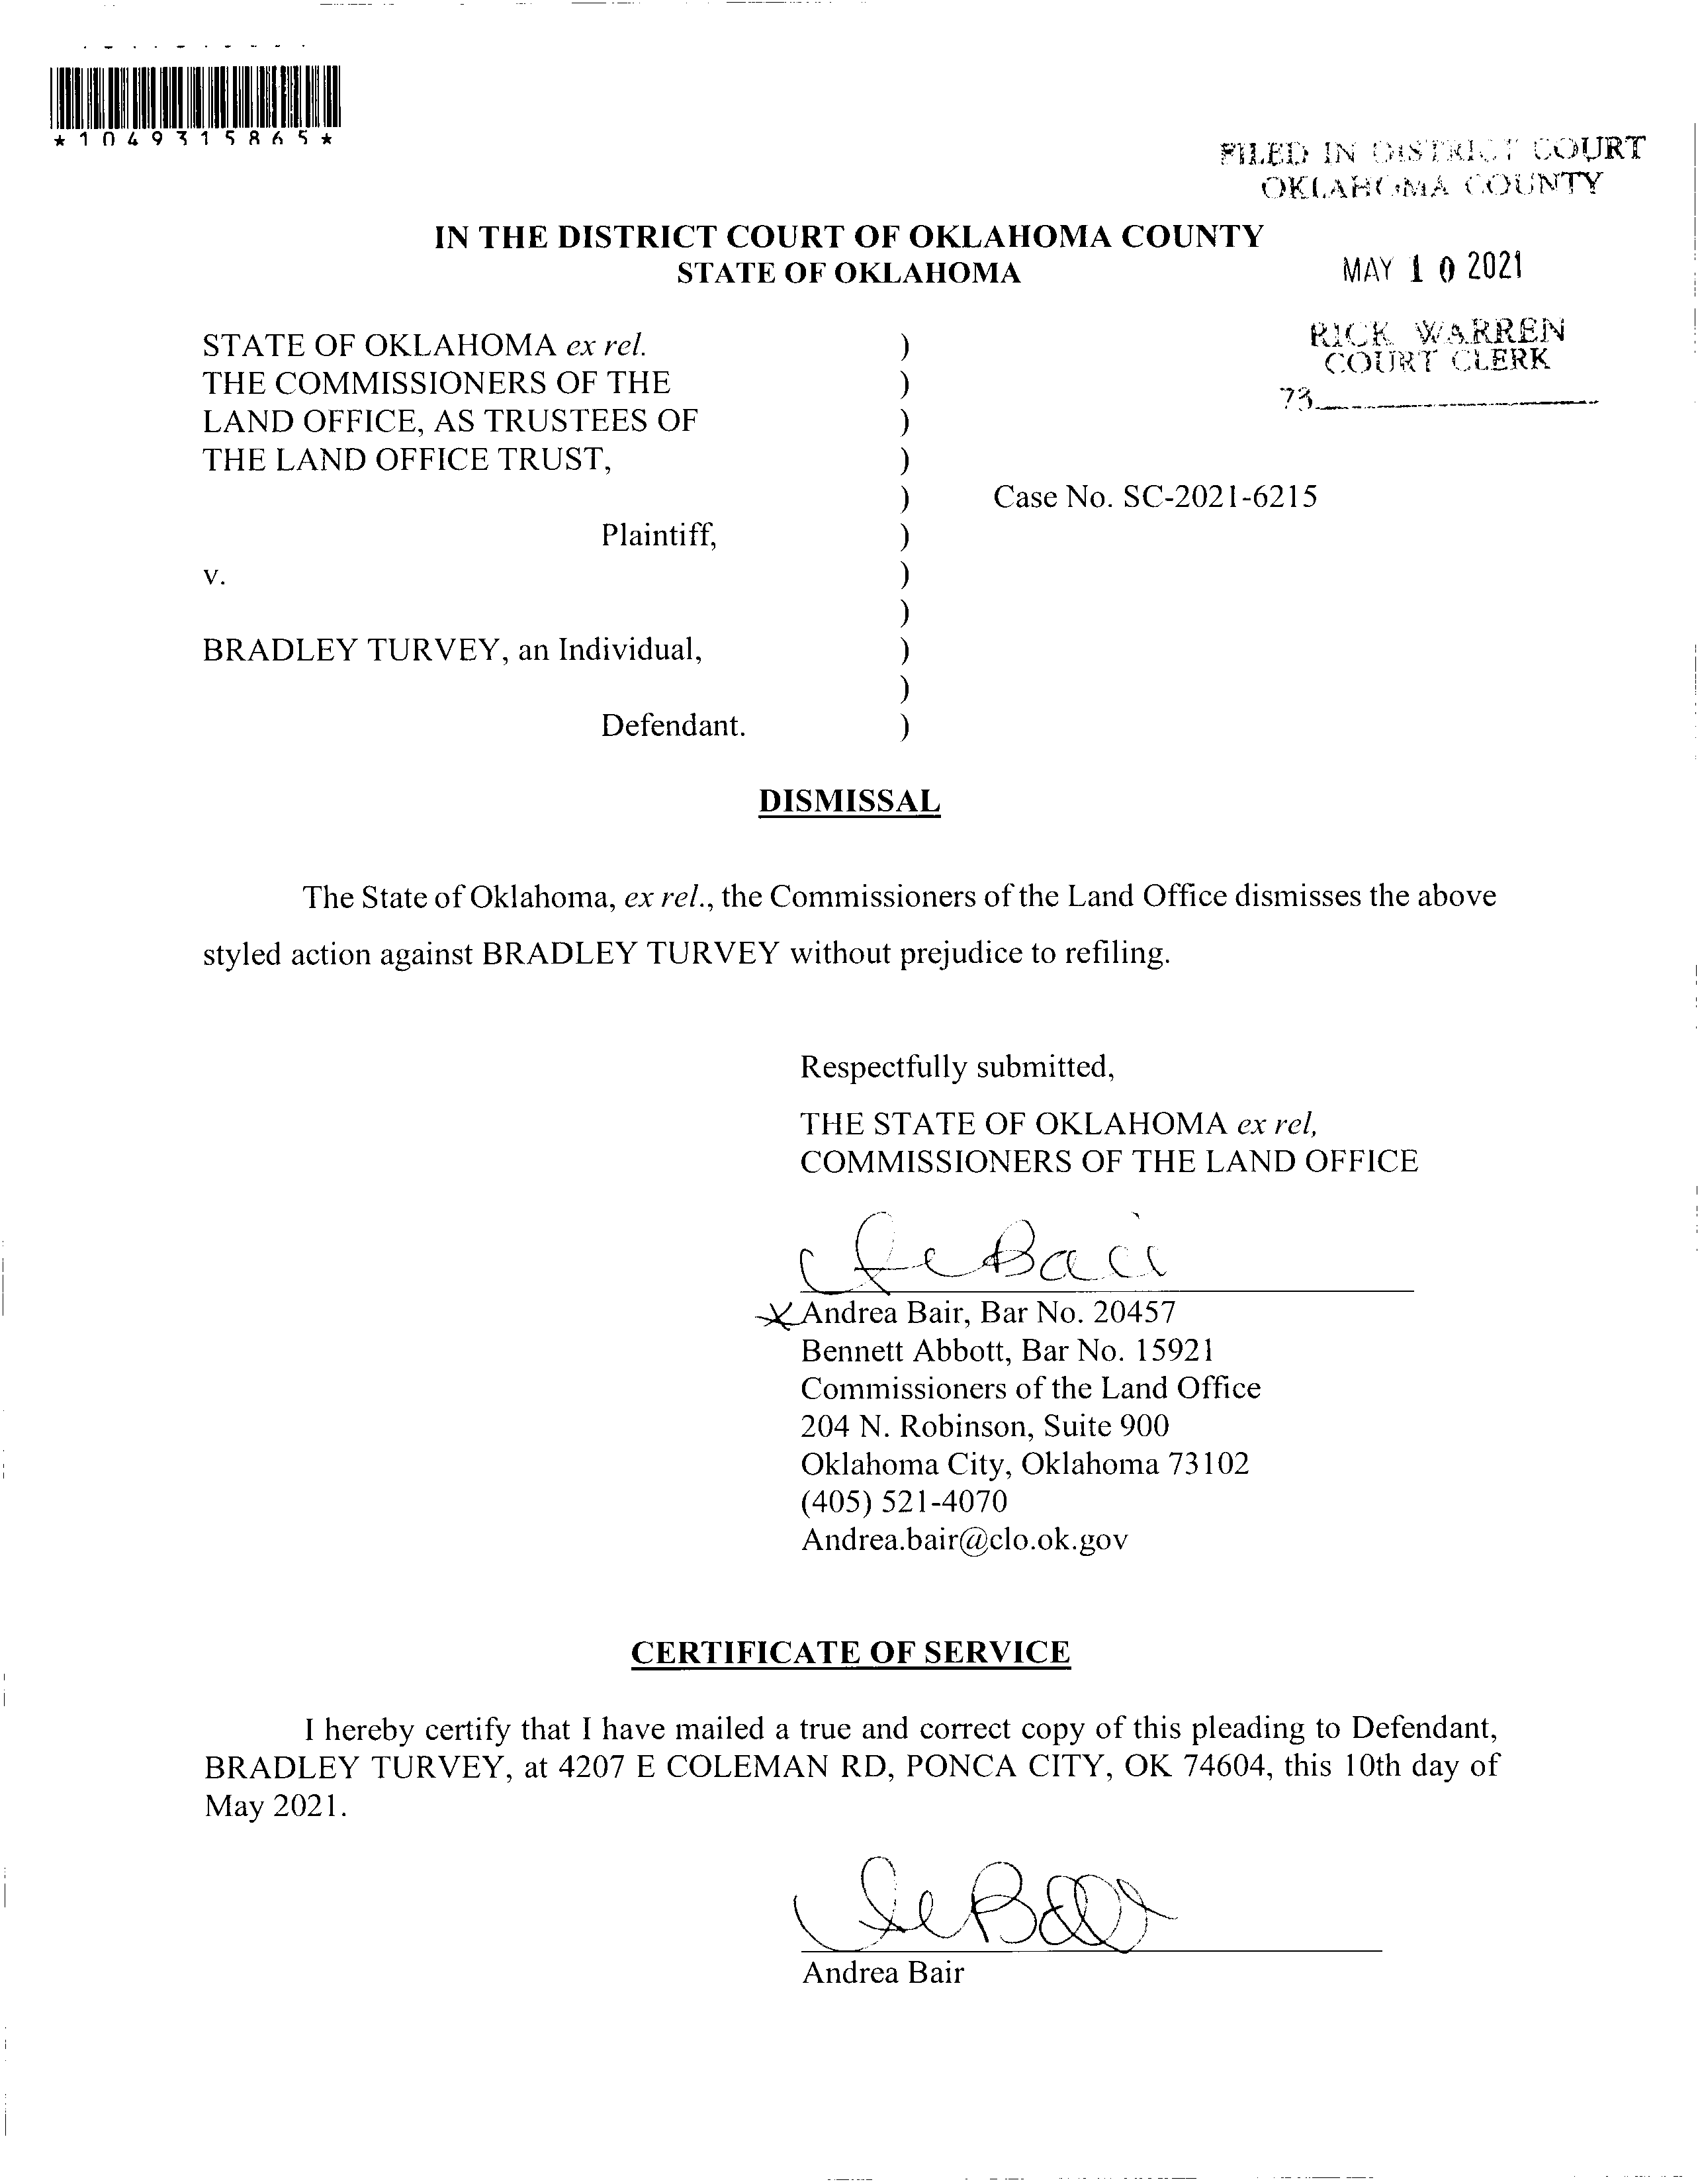 *1049315865*
FILED IN DISTRICT COURT
OKLAHOMA COUNTY
IN THE DISTRICT COURT OF OKLAHOMA COUNTY
STATE OF OKLAHOMA
MAY 10 2021
RICK WARREN
COURT CLERK
73
STATE OF OKLAHOMA ex rel. )
THE COMMISSIONERS OF THE )
LAND OFFICE, AS TRUSTEES OF )
THE LAND OFFICE TRUST, )
) Case No. SC-2021-6215
Plaintiff, )
v. )
)
BRADLEY TURVEY, an Individual, )
)
Defendant. )
DISMISSAL
The State of Oklahoma, ex rel., the Commissioners of the Land Office dismisses the above
styled action against BRADLEY TURVEY without prejudice to refiling.
Respectfully submitted,
THE STATE OF OKLAHOMA ex rel,
COMMISSIONERS OF THE LAND OFFICE
Andrea Bair, Bar No. 20457
Bennett Abbott, Bar No. 15921
Commissioners of the Land Office
204 N. Robinson, Suite 900
Oklahoma City, Oklahoma 73102
(405) 521-4070
Andrea.bair@clo.ok.gov
CERTIFICATE OF SERVICE
I hereby certify that I have mailed a true and correct copy of this pleading to Defendant,
BRADLEY TURVEY, at 4207 E COLEMAN RD, PONCA CITY, OK 74604, this 10th day of
May 2021.
Andrea Bair